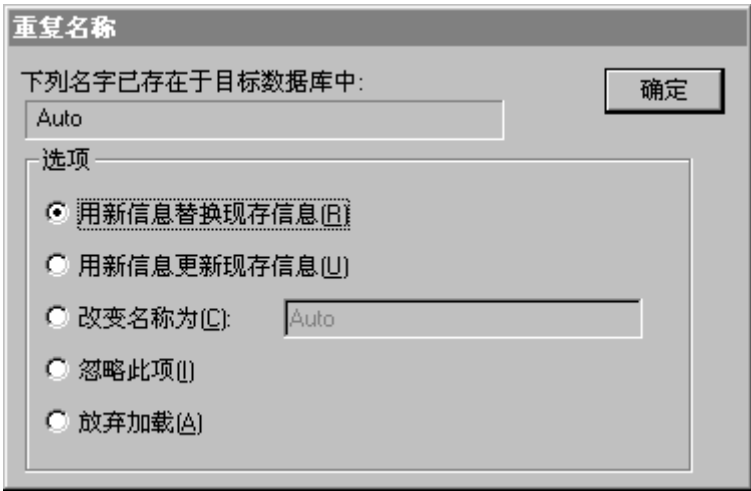 重复名称
下列名字已存在于目标数据库中:
确定
Auto
选项
用新信息替换现存信息(R)
用新信息更新现存信息(U)
改变名称为(C):
Auto
忽略此项(I)
放弃加载(A)